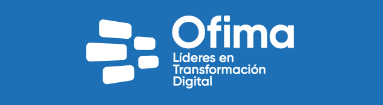 Ofima
Líderes en
Transformación
Digital